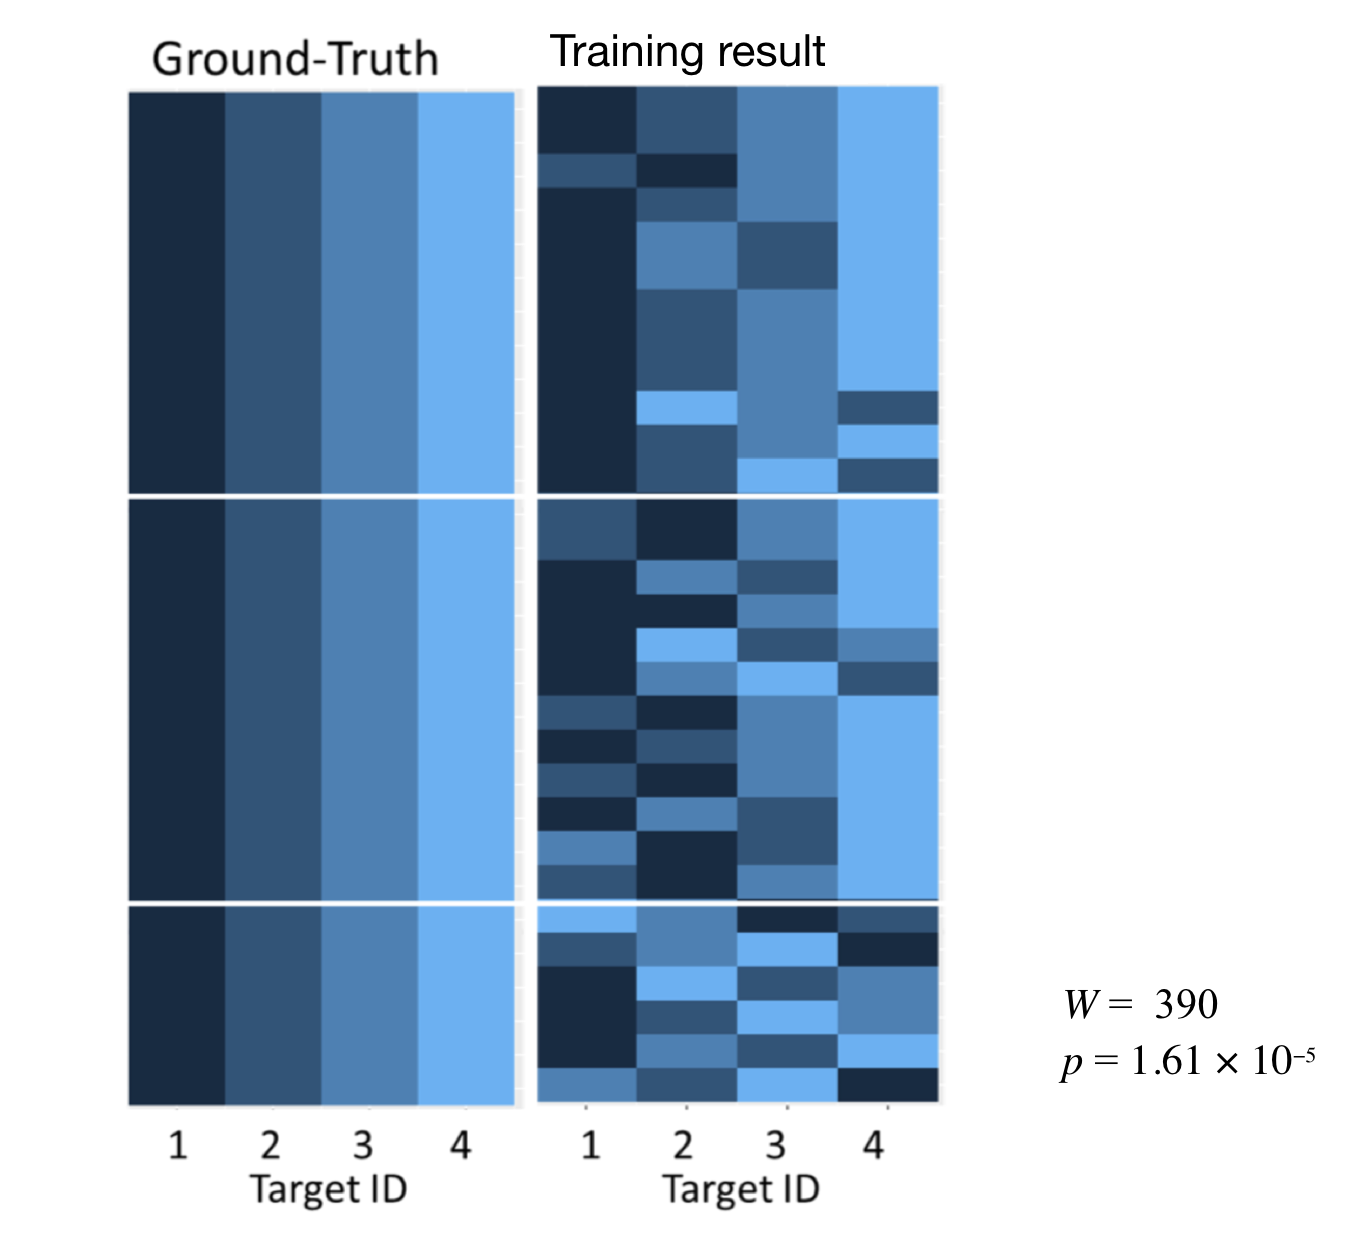 Ground-Truth
Training result
W = 390
p = 1.61 × 10⁻⁵
1 2 3 4
Target ID
1 2 3 4
Target ID